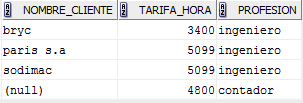 NOMBRE_CLIENTE TARIFA_HORA PROFESION
bryc 3400 ingeniero
paris s.a 5099 ingeniero
sodimac 5099 ingeniero
(null) 4800 contador